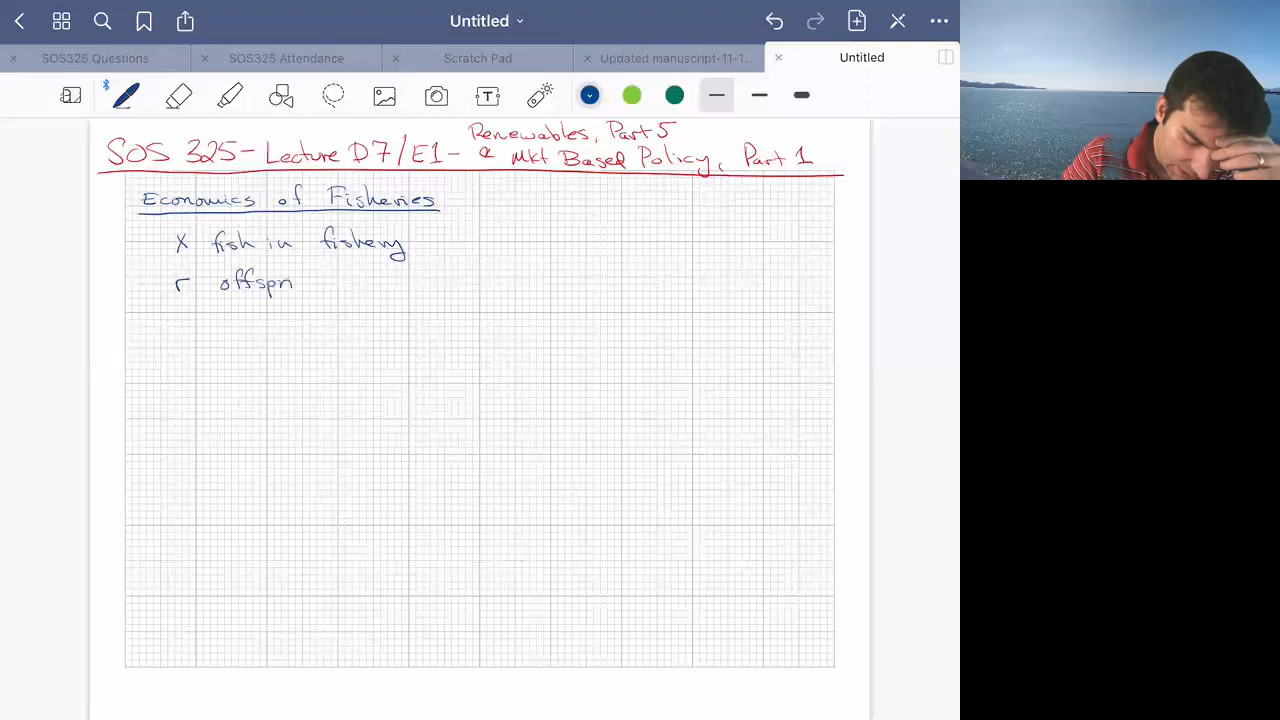 Untitled
SOS325 Questions
SOS325 Attendance
Scratch Pad
Updated manuscript-11-1...
Untitled
SOS 325 - Lecture D7/E1 - Renewables, Part 5
& Mkt Based Policy, Part 1
Economics of Fisheries
X fish in fishery
r offspn